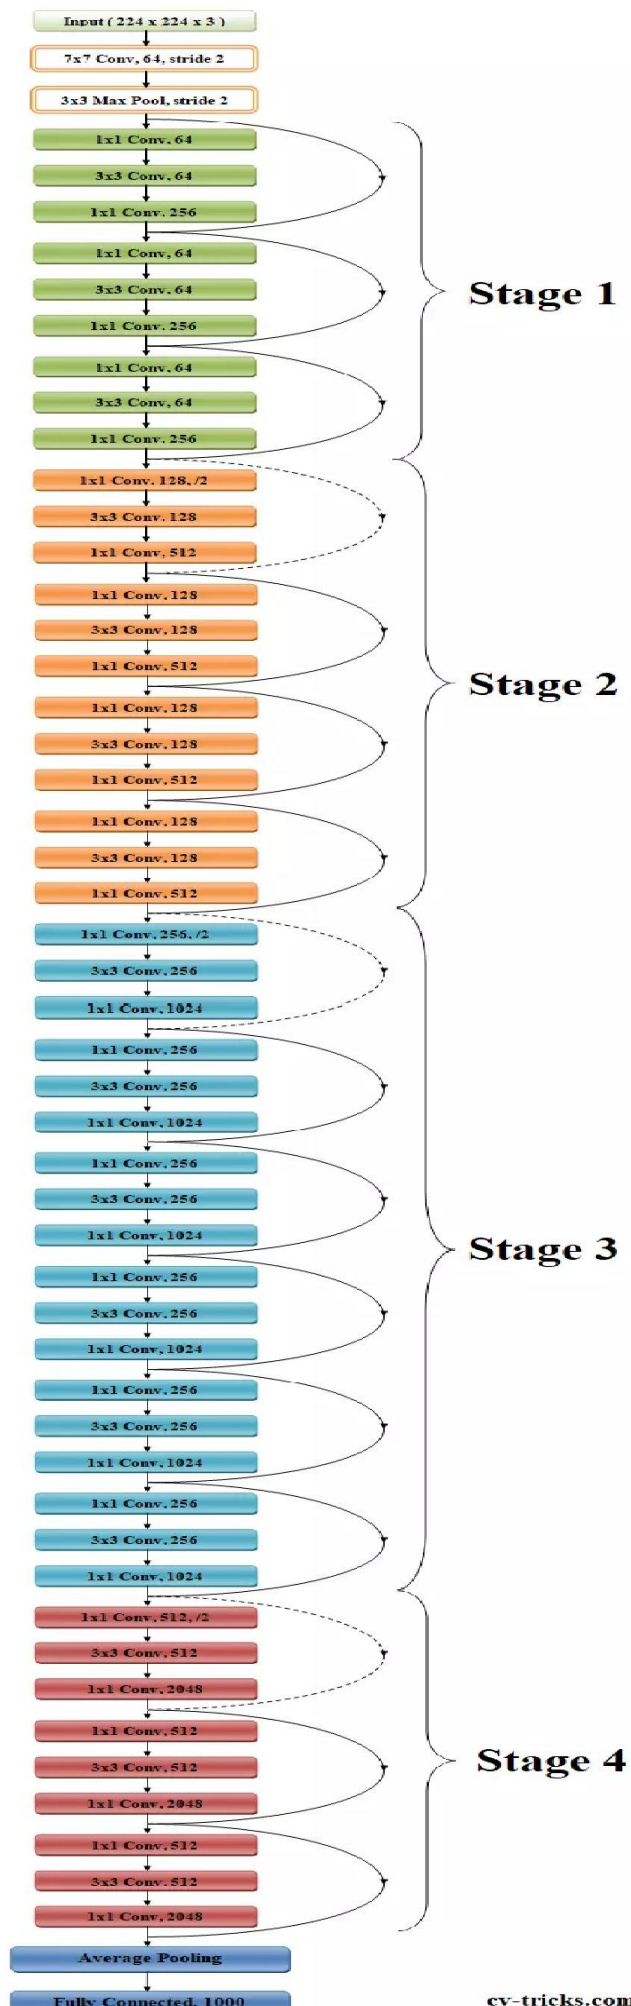 Input ( 224 x 224 x 3 )
7x7 Conv, 64, stride 2
3x3 Max Pool, stride 2
1x1 Conv, 64
3x3 Conv, 64
1x1 Conv. 256
1x1 Conv, 64
3x3 Conv, 64
Stage 1
1x1 Conv. 256
1x1 Conv, 64
3x3 Conv, 64
1x1 Conv. 256
1x1 Conv. 128, /2
3x3 Conv. 128
1x1 Conv, 512
1x1 Conv, 128
3x3 Conv, 128
1x1 Conv, 512
Stage 2
1x1 Conv, 128
3x3 Conv, 128
1x1 Conv, 512
1x1 Conv, 128
3x3 Conv, 128
1x1 Conv, 512
1x1 Conv, 256, /2
3x3 Conv, 256
1x1 Conv, 1024
1x1 Conv, 256
3x3 Conv, 256
1x1 Conv, 1024
1x1 Conv, 256
3x3 Conv, 256
1x1 Conv, 1024
Stage 3
1x1 Conv, 256
3x3 Conv, 256
1x1 Conv, 1024
1x1 Conv, 256
3x3 Conv, 256
1x1 Conv, 1024
1x1 Conv, 256
3x3 Conv, 256
1x1 Conv, 1024
1x1 Conv, 512, /2
3x3 Conv, 512
1x1 Conv, 2048
1x1 Conv, 512
Stage 4
3x3 Conv, 512
1x1 Conv, 2048
1x1 Conv, 512
3x3 Conv. 512
1x1 Conv, 2048
Average Pooling
Fully Connected, 1000
cv-tricks.com